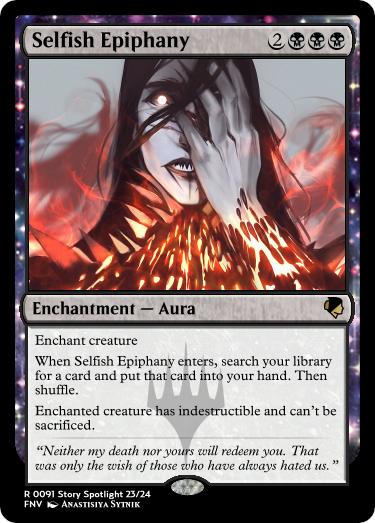 Selfish Epiphany 2
Enchantment — Aura
Enchant creature
When Selfish Epiphany enters, search your library
for a card and put that card into your hand. Then
shuffle.
Enchanted creature has indestructible and can't be
sacrificed.
“Neither my death nor yours will redeem you. That
was only the wish of those who have always hated us.”
R 0091 Story Spotlight 23/24
FNV Anastisiya Sytnik